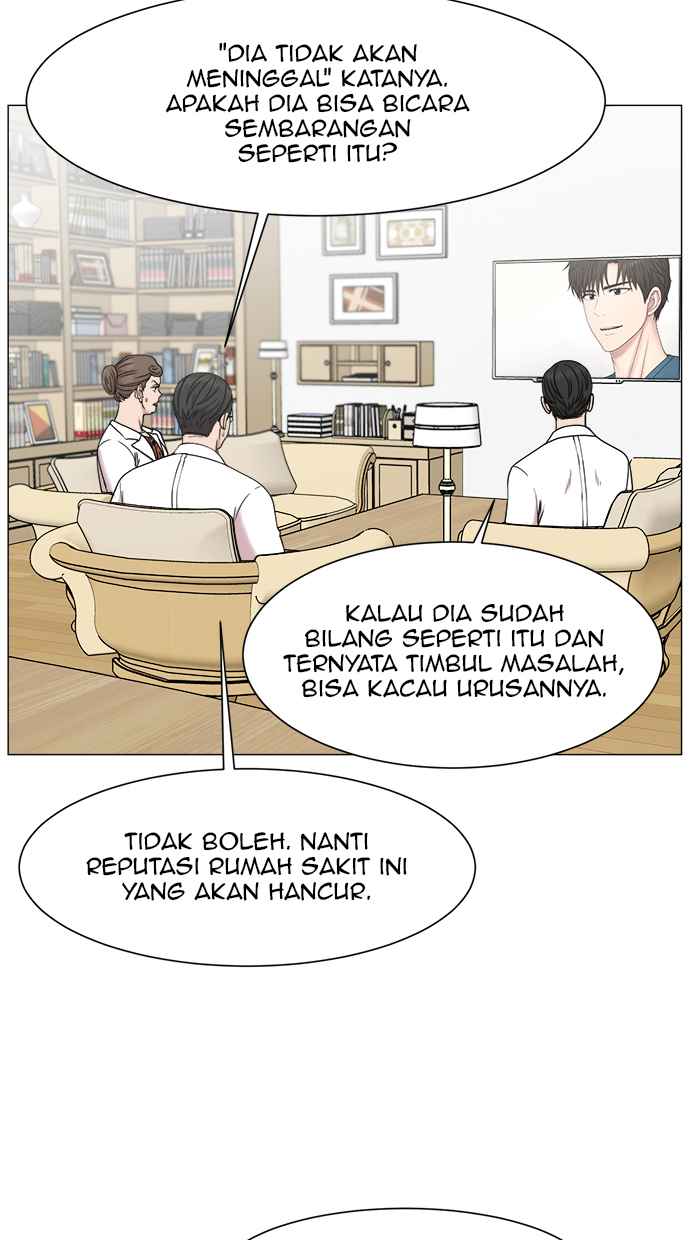 "DIA TIDAK AKAN
MENINGGAL" KATANYA.
APAKAH DIA BISA BICARA
SEMBARANGAN
SEPERTI ITU?
KALAU DIA SUDAH
BILANG SEPERTI ITU DAN
TERNYATA TIMBUL MASALAH,
BISA KACAU URUSANNYA.
TIDAK BOLEH. NANTI
REPUTASI RUMAH SAKIT INI
YANG AKAN HANCUR.